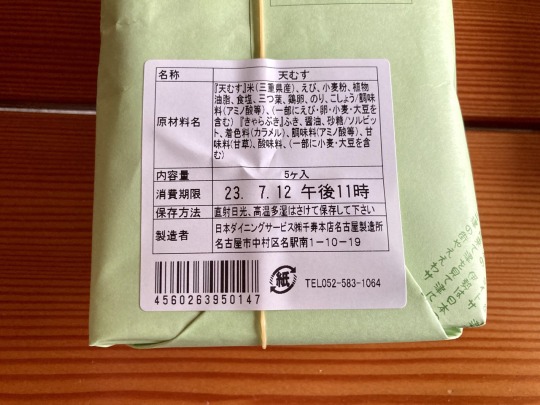 名称 天むす
原材料名 『天むす』米(三重県産)、えび、小麦粉、植物
油脂、食塩、三つ葉、鶏卵、のり、こしょう/調味
料(アミノ酸等)、(一部にえび・卵・小麦・大豆を
含む) 『きゃらぶき』ふき、醤油、砂糖/ソルビッ
ト、着色料(カラメル)、調味料(アミノ酸等)、甘
味料(甘草)、酸味料、(一部に小麦・大豆を含
む)
内容量 5ヶ入
消費期限 23. 7.12 午後11時
保存方法 直射日光、高温多湿はさけて保存して下さい
製造者 日本ダイニングサービス㈱千寿本店名古屋製造所
名古屋市中村区名駅南1-10-19
4560263950147
紙
TEL052-583-1064